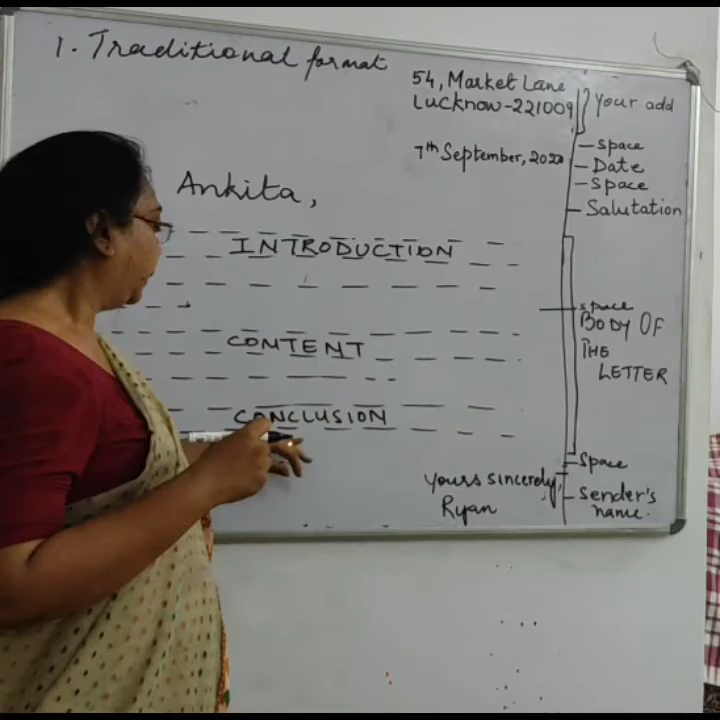 1. Traditional format
54, Market Lane
Lucknow-221009
Your add
Space
7th September, 2020
Date
Space
Ankita,
Salutation
INTRODUCTION
space
BODY OF
THE
LETTER
CONTENT
CONCLUSION
Space
Yours sincerely,
Ryan
Sender's
name.